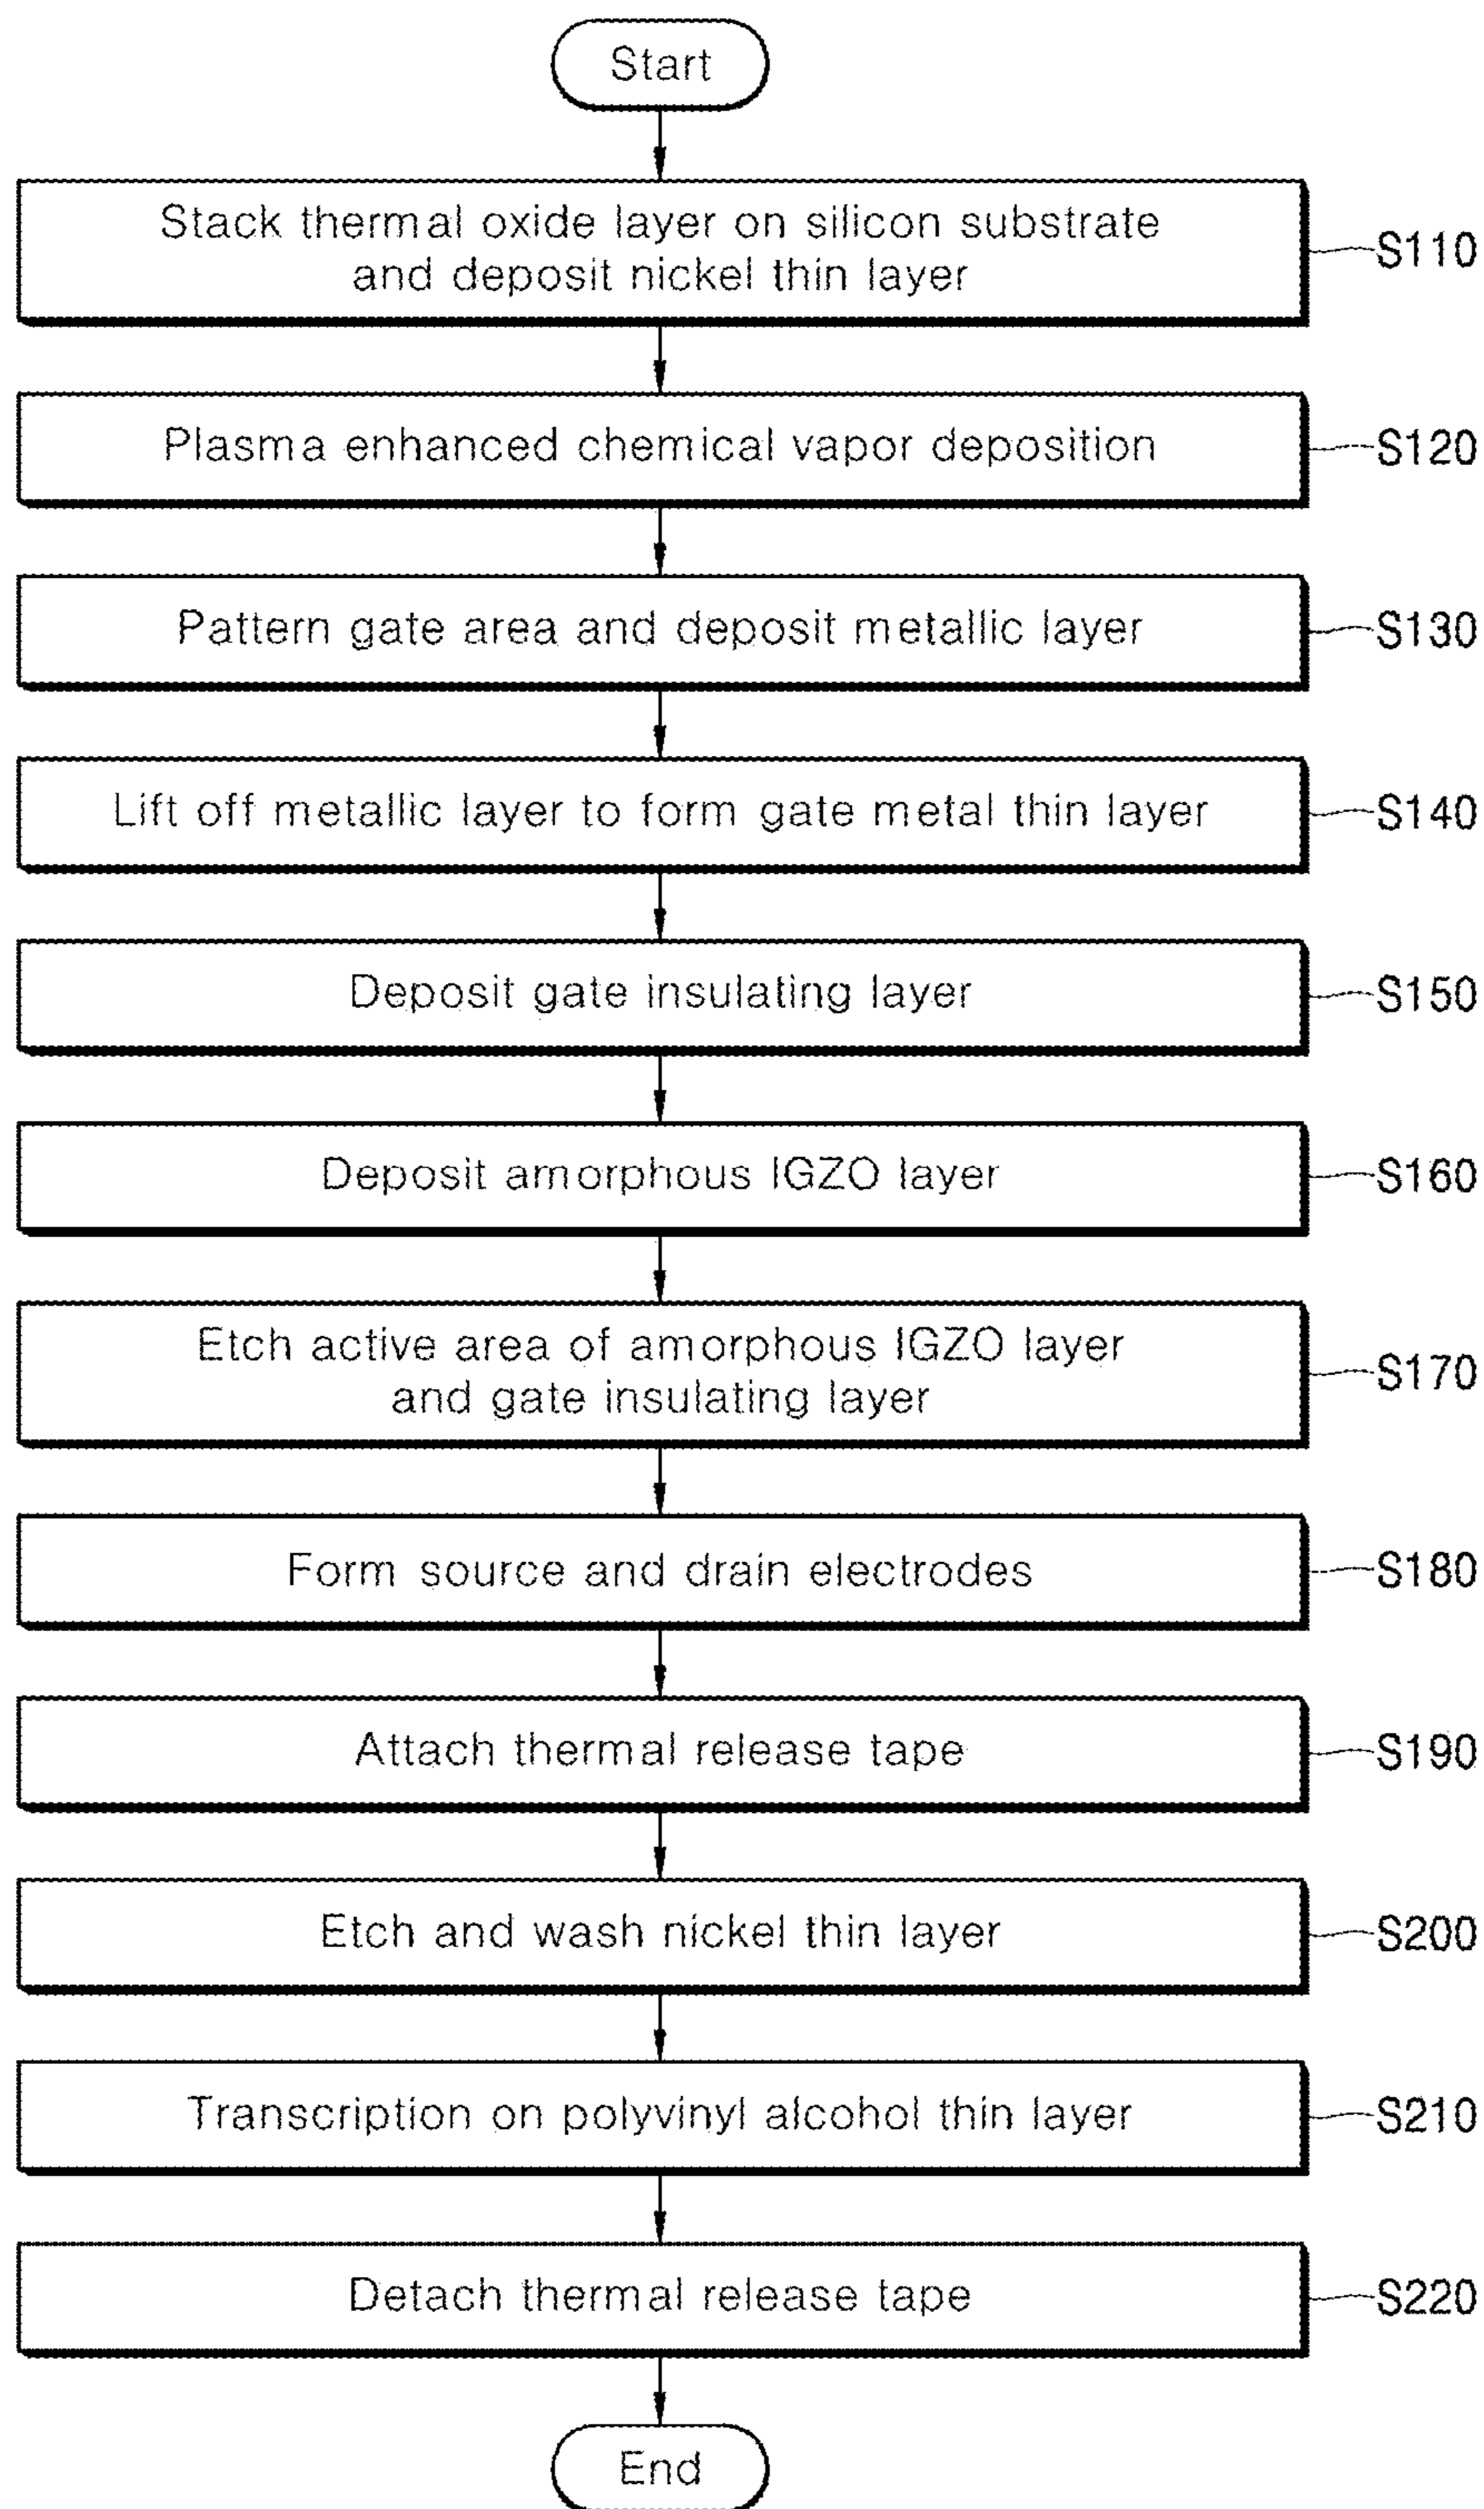 Start
Stack thermal oxide layer on silicon substrate
and deposit nickel thin layer
S110
Plasma enhanced chemical vapor deposition
S120
Pattern gate area and deposit metallic layer
S130
Lift off metallic layer to form gate metal thin layer
S140
Deposit gate insulating layer
S150
Deposit amorphous IGZO layer
S160
Etch active area of amorphous IGZO layer
and gate insulating layer
S170
Form source and drain electrodes
S180
Attach thermal release tape
S190
Etch and wash nickel thin layer
S200
Transcription on polyvinyl alcohol thin layer
S210
Detach thermal release tape
S220
End